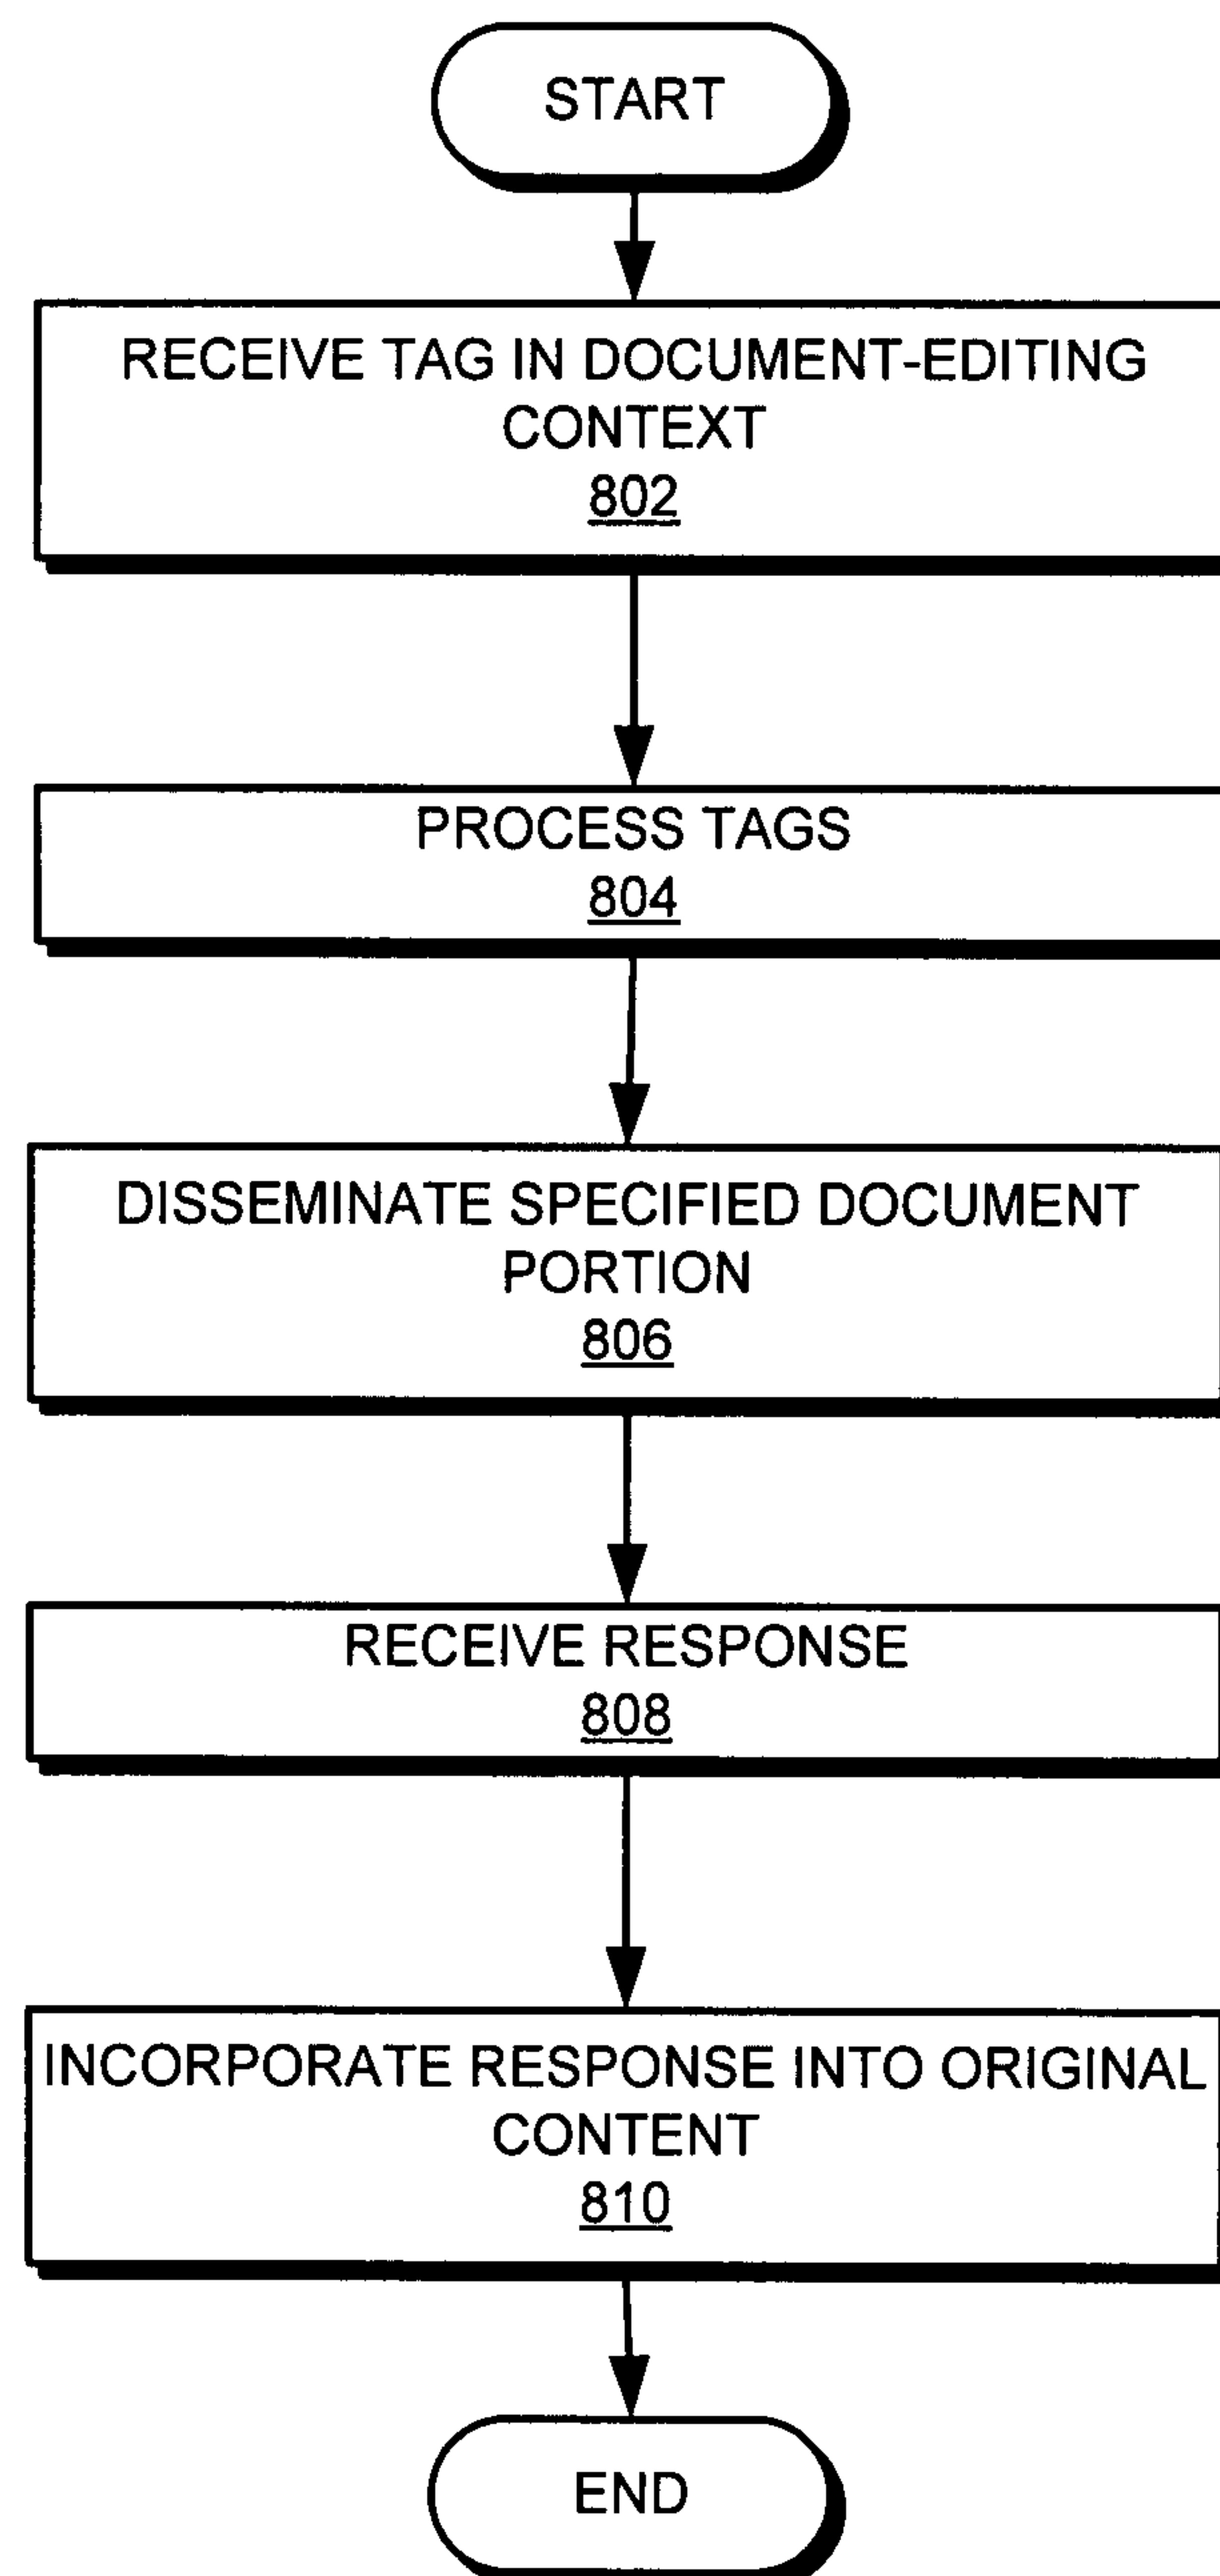 START
RECEIVE TAG IN DOCUMENT-EDITING
CONTEXT
802
PROCESS TAGS
804
DISSEMINATE SPECIFIED DOCUMENT
PORTION
806
RECEIVE RESPONSE
808
INCORPORATE RESPONSE INTO ORIGINAL
CONTENT
810
END